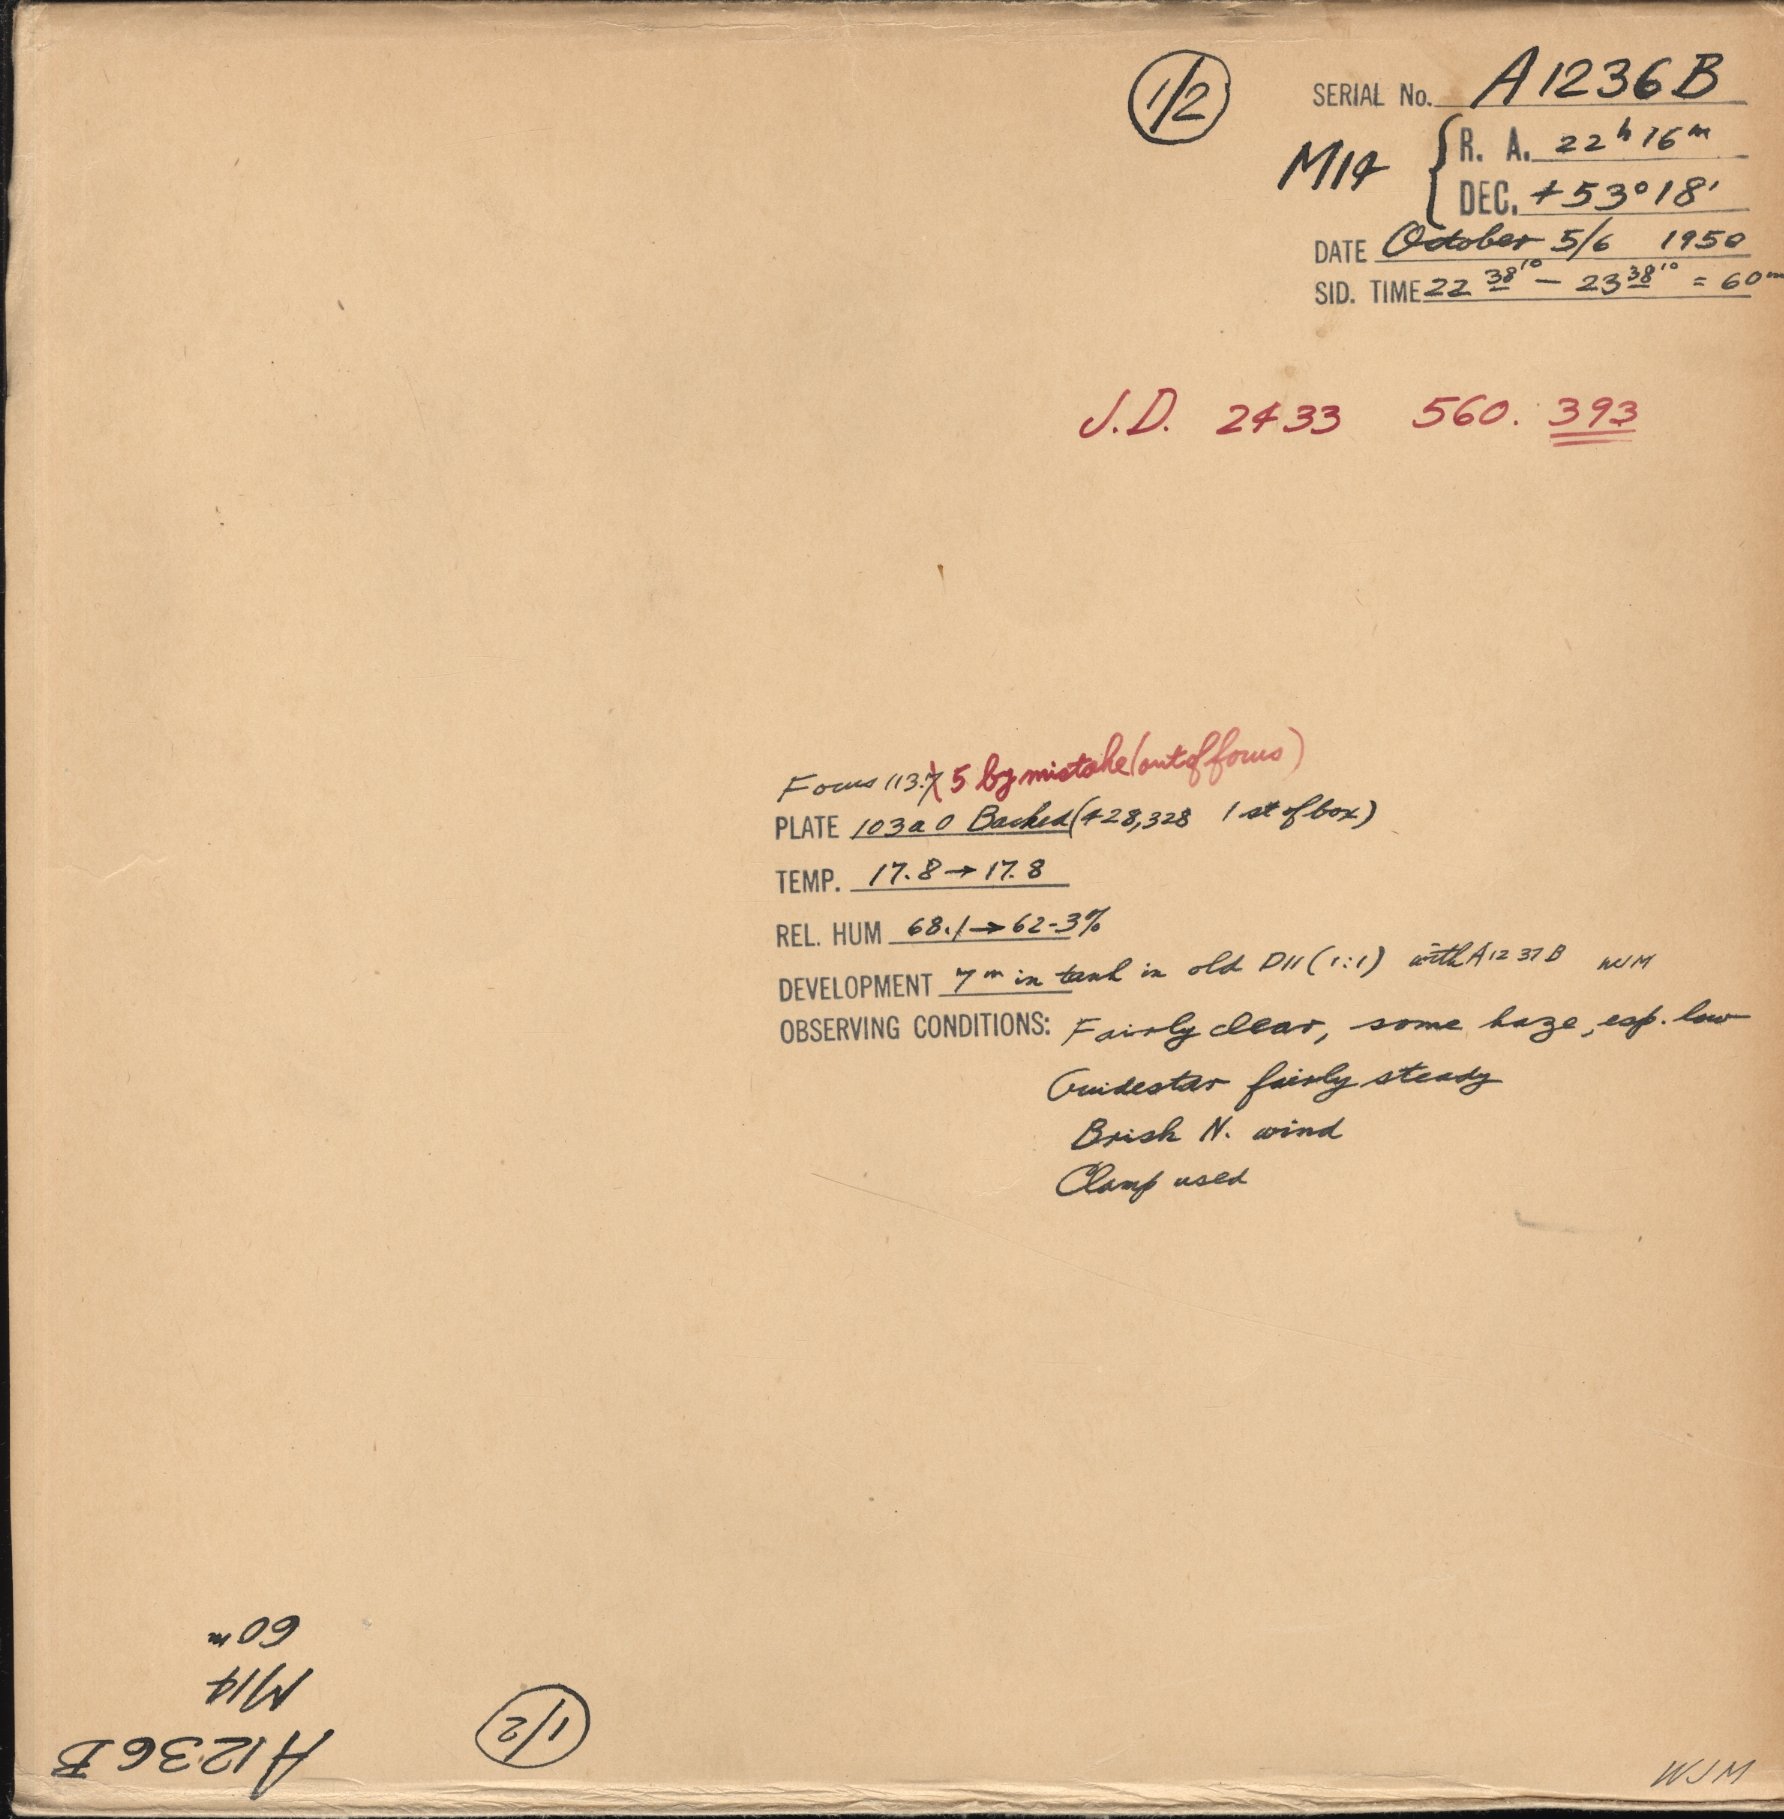 1/2
SERIAL No. A1236B
M14 { R. A. 22ʰ 16ᵐ
DEC. +53°18'
DATE October 5/6 1950
SID. TIME 22 38 10 – 23 38 10 = 60ᵐ
J.D. 2433 560.393
Focus 113.7 5 by mistake (out of focus)
PLATE 103a O Backed (428,328 1st of box)
TEMP. 17.8 → 17.8
REL. HUM 68.1 → 62.3%
DEVELOPMENT 7ᵐ in tank in old D11 (1:1) with A1237B WJM
OBSERVING CONDITIONS: Fairly clear, some haze, esp. low
Guidestar fairly steady
Brisk N. wind
Clamp used
A1236B
M14
60ᵐ
1/2
WJM